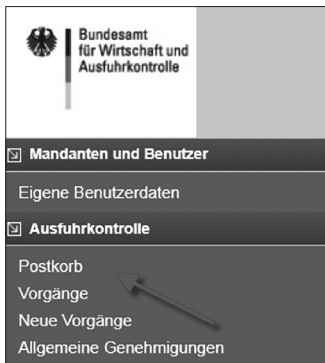 Bundesamt
für Wirtschaft und
Ausfuhrkontrolle
Mandanten und Benutzer
Eigene Benutzerdaten
Ausfuhrkontrolle
Postkorb
Vorgänge
Neue Vorgänge
Allgemeine Genehmigungen